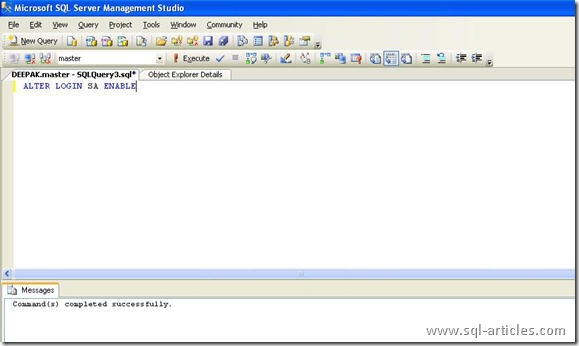 Microsoft SQL Server Management Studio
File Edit View Query Project Tools Window Community Help
New Query
master Execute
DEEPAK.master - SQLQuery3.sql* Object Explorer Details
ALTER LOGIN SA ENABLE
Messages
Command(s) completed successfully.
www.sql-articles.com